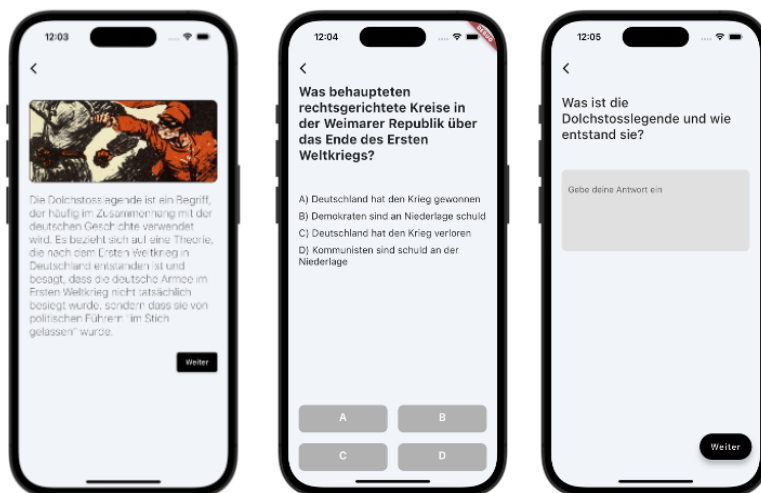 12:03
Die Dolchstosslegende ist ein Begriff,
der häufig im Zusammenhang mit der
deutschen Geschichte verwendet
wird. Es bezieht sich auf eine Theorie,
die nach dem Ersten Weltkrieg in
Deutschland entstanden ist und
besagt, dass die deutsche Armee im
Ersten Weltkrieg nicht tatsächlich
besiegt wurde, sondern dass sie von
politischen Führern "im Stich
gelassen" wurde.
Weiter
12:04
DEBUG
Was behaupteten
rechtsgerichtete Kreise in
der Weimarer Republik über
das Ende des Ersten
Weltkriegs?
A) Deutschland hat den Krieg gewonnen
B) Demokraten sind an Niederlage schuld
C) Deutschland hat den Krieg verloren
D) Kommunisten sind schuld an der
Niederlage
A
B
C
D
12:05
Was ist die
Dolchstosslegende und wie
entstand sie?
Gebe deine Antwort ein
Weiter